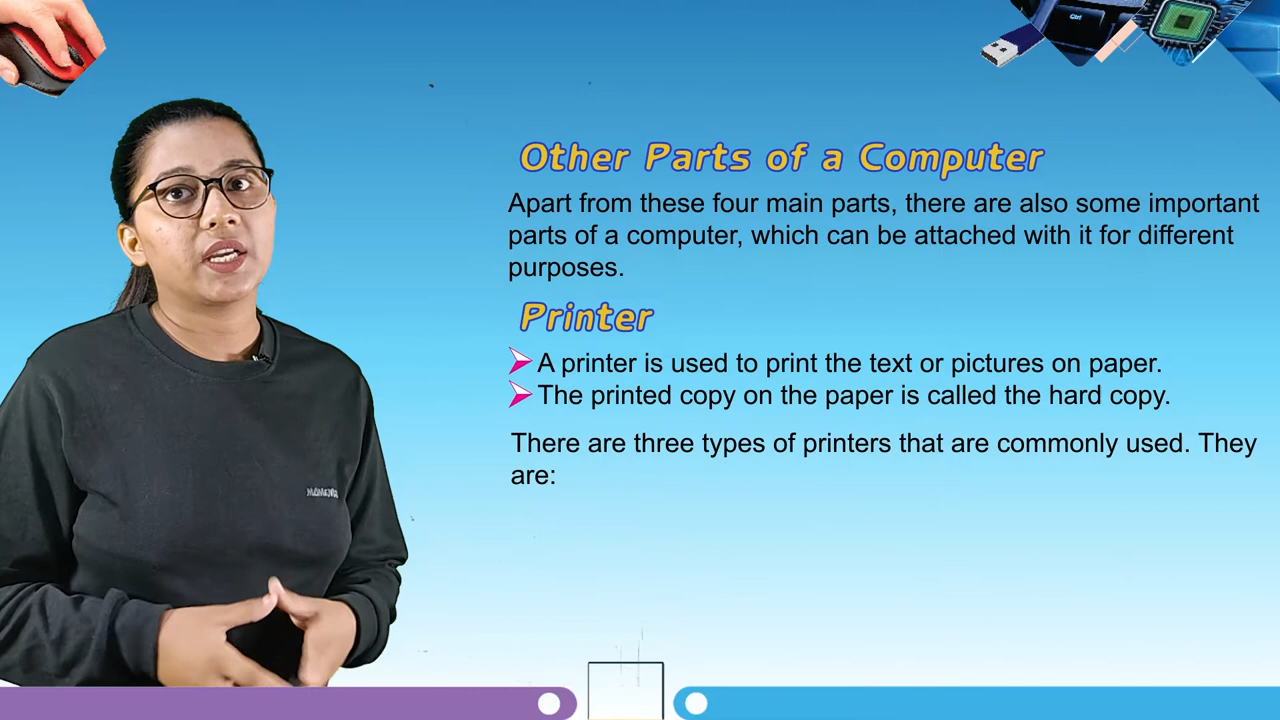 Ctrl
Other Parts of a Computer
Apart from these four main parts, there are also some important
parts of a computer, which can be attached with it for different
purposes.
Printer
A printer is used to print the text or pictures on paper.
The printed copy on the paper is called the hard copy.
There are three types of printers that are commonly used. They
are: